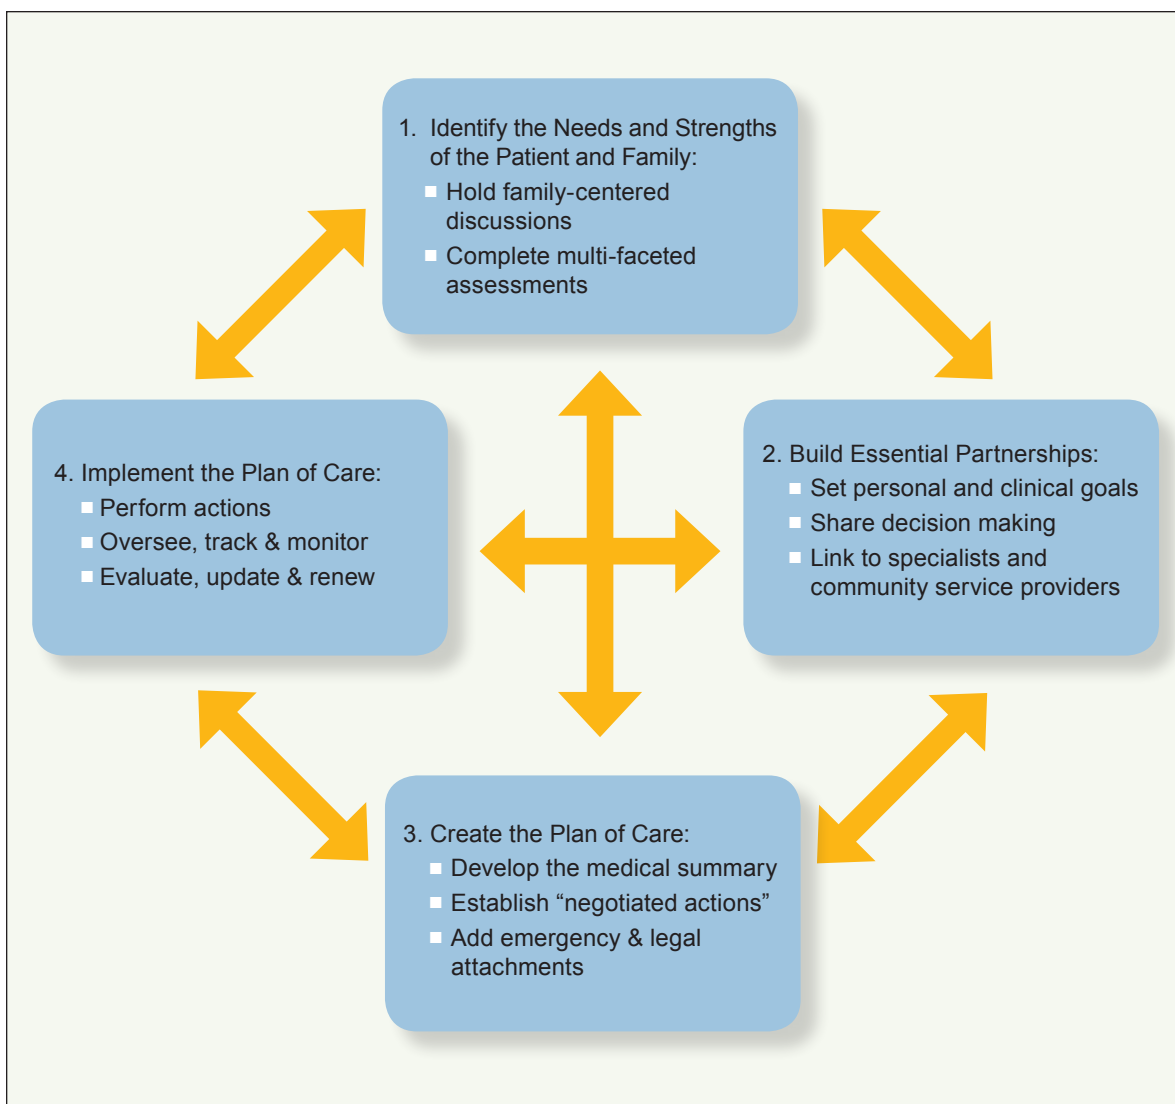 1. Identify the Needs and Strengths
of the Patient and Family:
Hold family-centered
discussions
Complete multi-faceted
assessments
2. Build Essential Partnerships:
Set personal and clinical goals
Share decision making
Link to specialists and
community service providers
3. Create the Plan of Care:
Develop the medical summary
Establish “negotiated actions”
Add emergency & legal
attachments
4. Implement the Plan of Care:
Perform actions
Oversee, track & monitor
Evaluate, update & renew